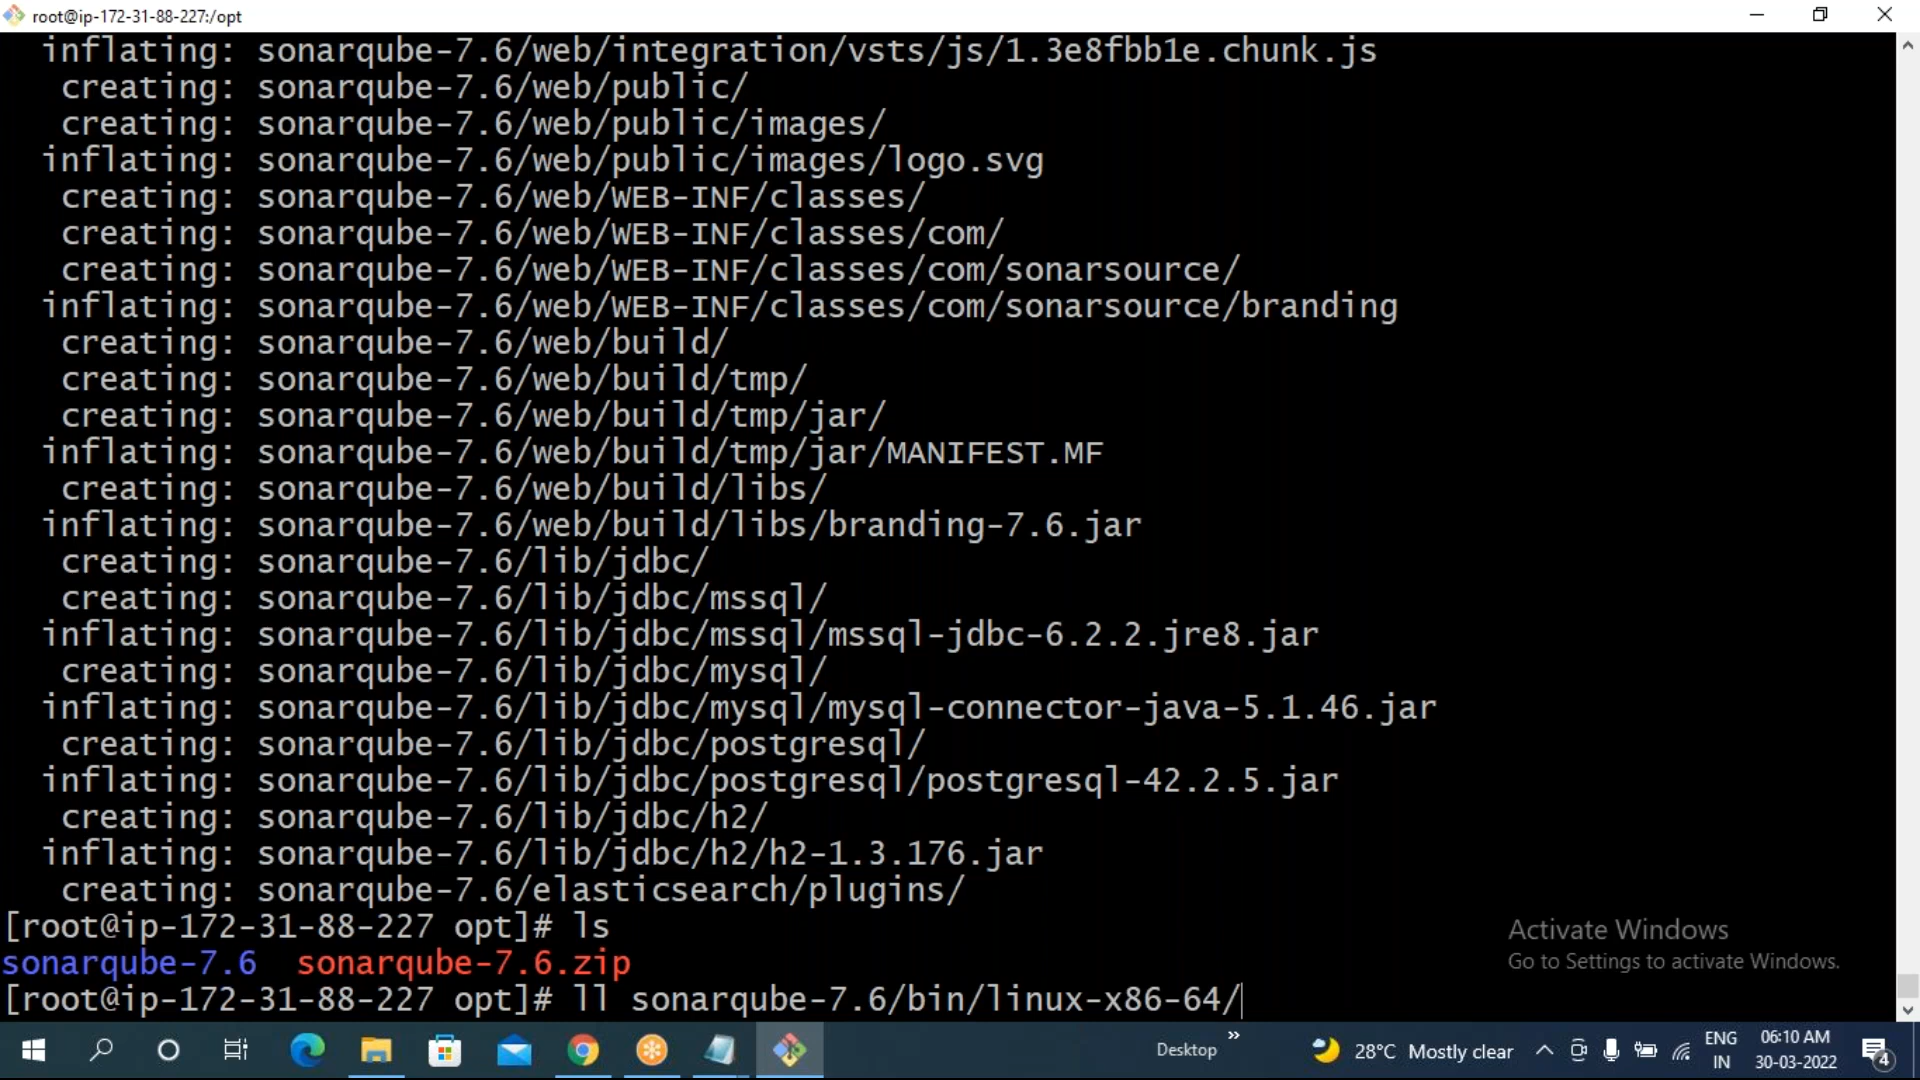 root@ip-172-31-88-227:/opt
inflating: sonarqube-7.6/web/integration/vsts/js/1.3e8fbb1e.chunk.js
creating: sonarqube-7.6/web/public/
creating: sonarqube-7.6/web/public/images/
inflating: sonarqube-7.6/web/public/images/logo.svg
creating: sonarqube-7.6/web/WEB-INF/classes/
creating: sonarqube-7.6/web/WEB-INF/classes/com/
creating: sonarqube-7.6/web/WEB-INF/classes/com/sonarsource/
inflating: sonarqube-7.6/web/WEB-INF/classes/com/sonarsource/branding
creating: sonarqube-7.6/web/build/
creating: sonarqube-7.6/web/build/tmp/
creating: sonarqube-7.6/web/build/tmp/jar/
inflating: sonarqube-7.6/web/build/tmp/jar/MANIFEST.MF
creating: sonarqube-7.6/web/build/libs/
inflating: sonarqube-7.6/web/build/libs/branding-7.6.jar
creating: sonarqube-7.6/lib/jdbc/
creating: sonarqube-7.6/lib/jdbc/mssql/
inflating: sonarqube-7.6/lib/jdbc/mssql/mssql-jdbc-6.2.2.jre8.jar
creating: sonarqube-7.6/lib/jdbc/mysql/
inflating: sonarqube-7.6/lib/jdbc/mysql/mysql-connector-java-5.1.46.jar
creating: sonarqube-7.6/lib/jdbc/postgresql/
inflating: sonarqube-7.6/lib/jdbc/postgresql/postgresql-42.2.5.jar
creating: sonarqube-7.6/lib/jdbc/h2/
inflating: sonarqube-7.6/lib/jdbc/h2/h2-1.3.176.jar
creating: sonarqube-7.6/elasticsearch/plugins/
[root@ip-172-31-88-227 opt]# ls
sonarqube-7.6 sonarqube-7.6.zip
[root@ip-172-31-88-227 opt]# ll sonarqube-7.6/bin/linux-x86-64/
Activate Windows
Go to Settings to activate Windows.
Desktop »
28°C Mostly clear
ENG
IN
06:10 AM
30-03-2022
4